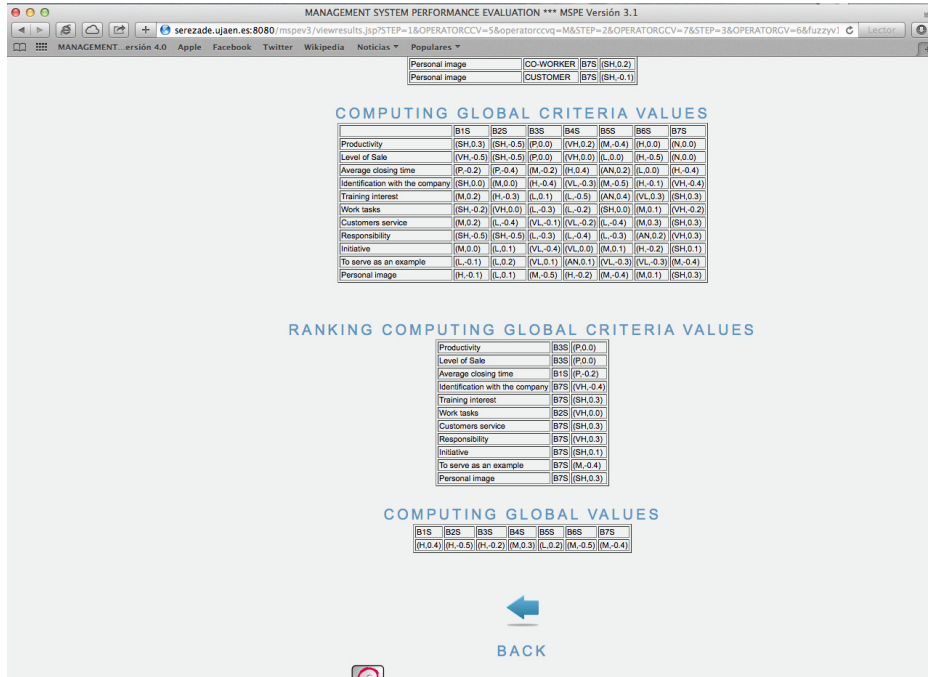 MANAGEMENT SYSTEM PERFORMANCE EVALUATION *** MSPE Versión 3.1
serezade.ujaen.es:8080/mspev3/viewresults.jsp?STEP=1&OPERATORCCV=5&operatorccvq=M&STEP=2&OPERATORGCV=7&STEP=3&OPERATORGV=6&fuzzyv1 Lector
MANAGEMENT...ersión 4.0 Apple Facebook Twitter Wikipedia Noticias Populares
Personal image CO-WORKER B7S (SH,0.2)
Personal image CUSTOMER B7S (SH,-0.1)
COMPUTING GLOBAL CRITERIA VALUES
B1S B2S B3S B4S B5S B6S B7S
Productivity (SH,0.3) (SH,-0.5) (P,0.0) (VH,0.2) (M,-0.4) (H,0.0) (N,0.0)
Level of Sale (VH,-0.5) (SH,-0.5) (P,0.0) (VH,0.0) (L,0.0) (H,-0.5) (N,0.0)
Average closing time (P,-0.2) (P,-0.4) (M,-0.2) (H,0.4) (AN,0.2) (L,0.0) (H,-0.4)
Identification with the company (SH,0.0) (M,0.0) (H,-0.4) (VL,-0.3) (M,-0.5) (H,-0.1) (VH,-0.4)
Training interest (M,0.2) (H,-0.3) (L,0.1) (L,-0.5) (AN,0.4) (VL,0.3) (SH,0.3)
Work tasks (SH,-0.2) (VH,0.0) (L,-0.3) (L,-0.2) (SH,0.0) (M,0.1) (VH,-0.2)
Customers service (M,0.2) (L,-0.4) (VL,-0.1) (VL,-0.2) (L,-0.4) (M,0.3) (SH,0.3)
Responsibility (SH,-0.5) (SH,-0.5) (L,-0.3) (L,-0.4) (L,-0.3) (AN,0.2) (VH,0.3)
Initiative (M,0.0) (L,0.1) (VL,-0.4) (VL,0.0) (M,0.1) (H,-0.2) (SH,0.1)
To serve as an example (L,-0.1) (L,0.2) (VL,0.1) (AN,0.1) (VL,-0.3) (VL,-0.3) (M,-0.4)
Personal image (H,-0.1) (L,0.1) (M,-0.5) (H,-0.2) (M,-0.4) (M,0.1) (SH,0.3)
RANKING COMPUTING GLOBAL CRITERIA VALUES
Productivity B3S (P,0.0)
Level of Sale B3S (P,0.0)
Average closing time B1S (P,-0.2)
Identification with the company B7S (VH,-0.4)
Training interest B7S (SH,0.3)
Work tasks B2S (VH,0.0)
Customers service B7S (SH,0.3)
Responsibility B7S (VH,0.3)
Initiative B7S (SH,0.1)
To serve as an example B7S (M,-0.4)
Personal image B7S (SH,0.3)
COMPUTING GLOBAL VALUES
B1S B2S B3S B4S B5S B6S B7S
(H,0.4) (H,-0.5) (H,-0.2) (M,0.3) (L,0.2) (M,-0.5) (M,-0.4)
BACK